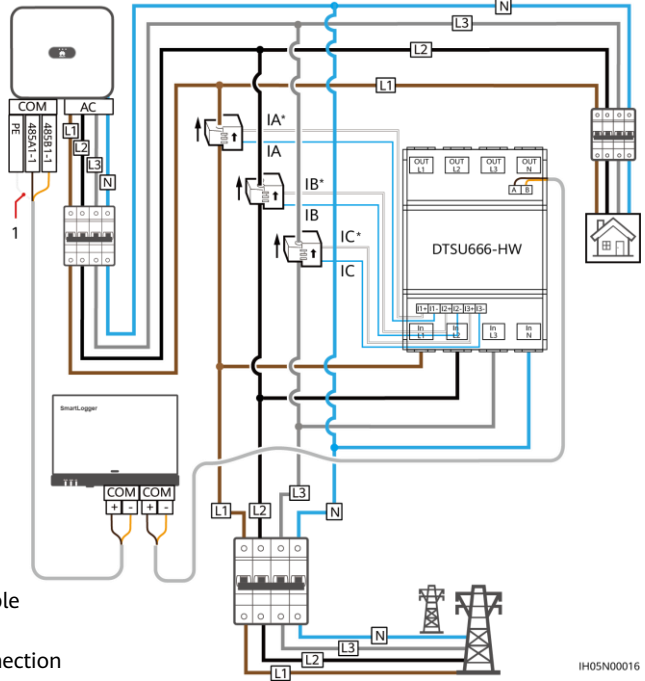 N
L3
L2
L1
COM
AC
PE
485A1-1
485B1-1
L1
L2
L3
N
1
IA*
IA
IB*
IB
IC*
IC
OUT L1
OUT L2
OUT L3
OUT N
A B
DTSU666-HW
I1+ I1- I2+ I2- I3+ I3-
In L1
In L2
In L3
In N
SmartLogger
COM COM
+ - + -
L1
L2
L3
N
N
L3
L2
L1
IH05N00016